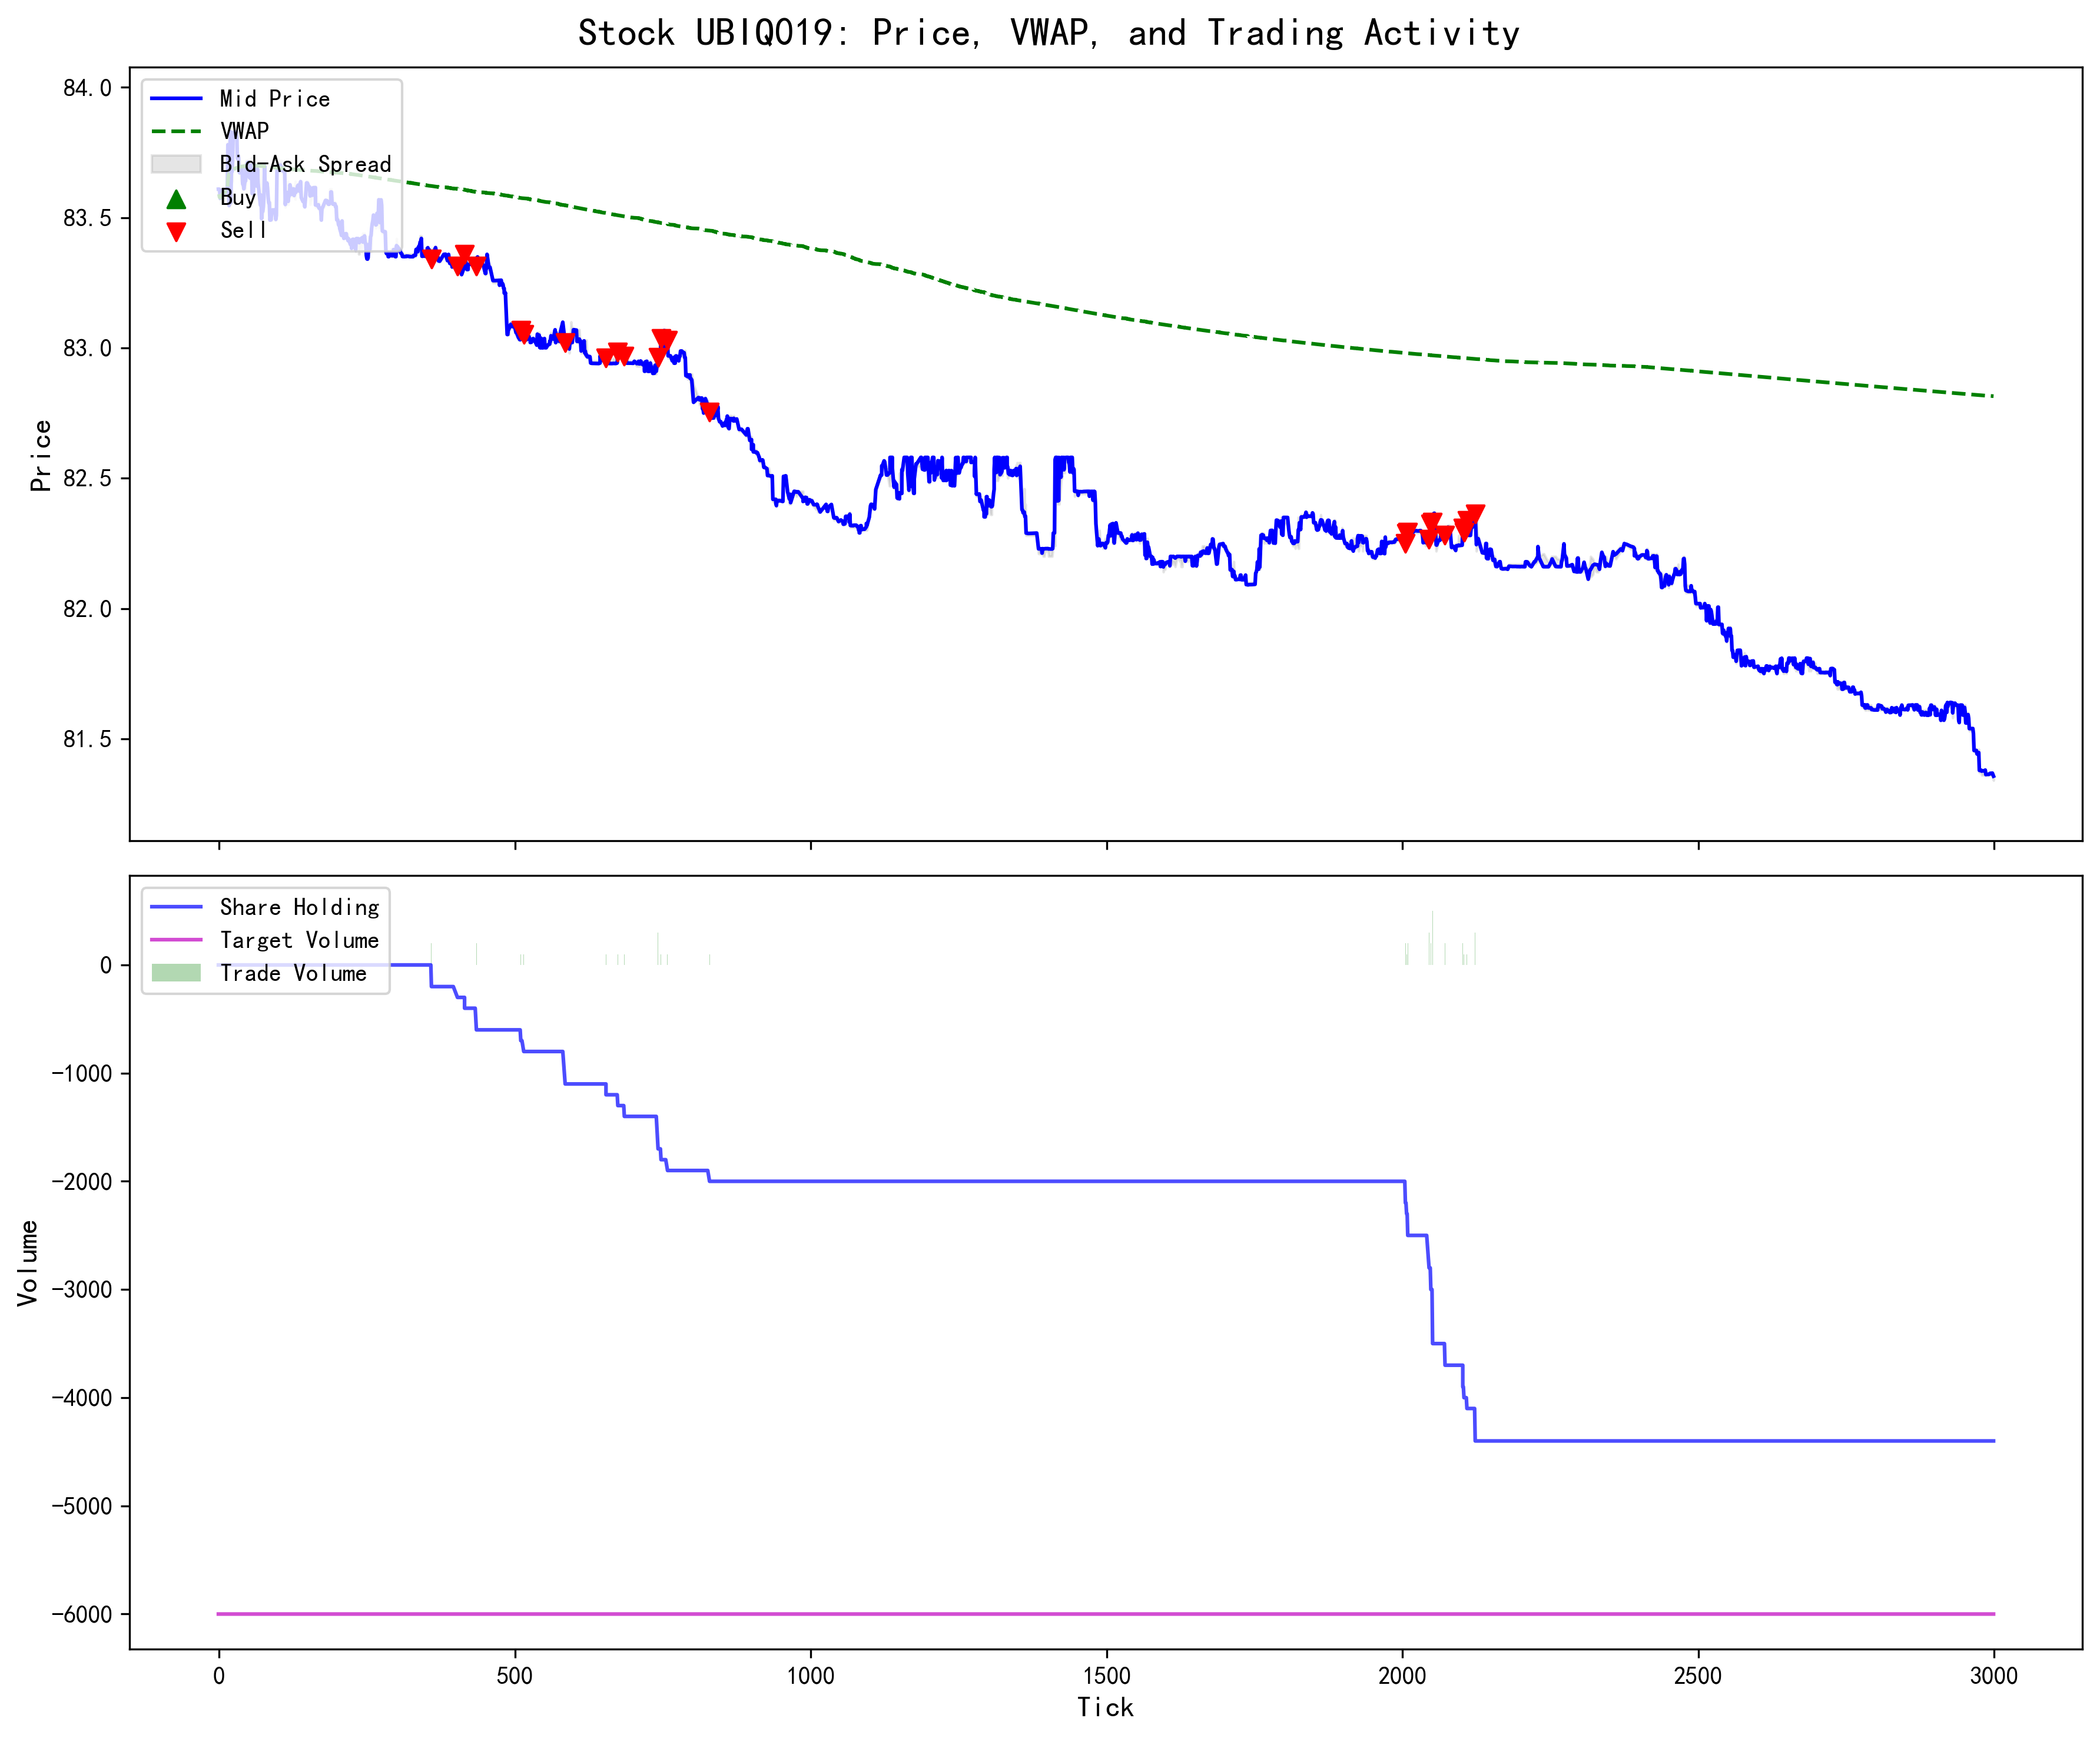 Stock UBIQ019: Price, VWAP, and Trading Activity
Mid Price
VWAP
Bid-Ask Spread
Buy
Sell
Price
84.0
83.5
83.0
82.5
82.0
81.5
Share Holding
Target Volume
Trade Volume
Volume
0
-1000
-2000
-3000
-4000
-5000
-6000
0 500 1000 1500 2000 2500 3000
Tick